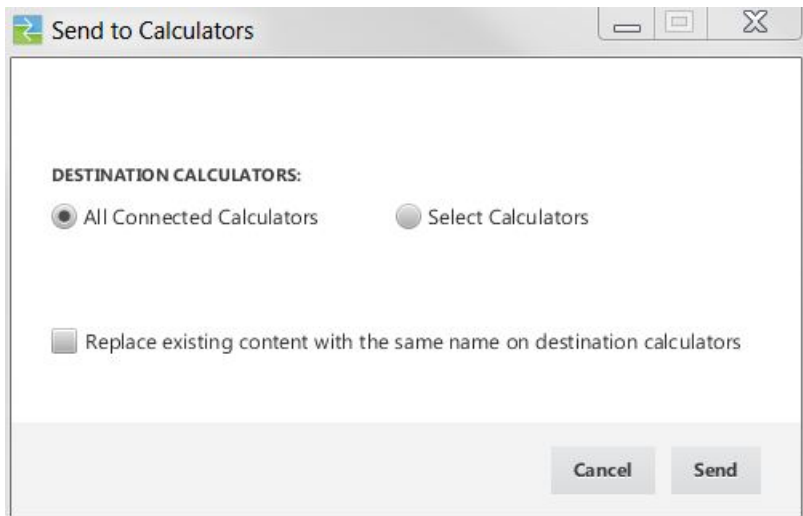 Send to Calculators
DESTINATION CALCULATORS:
All Connected Calculators
Select Calculators
Replace existing content with the same name on destination calculators
Cancel
Send